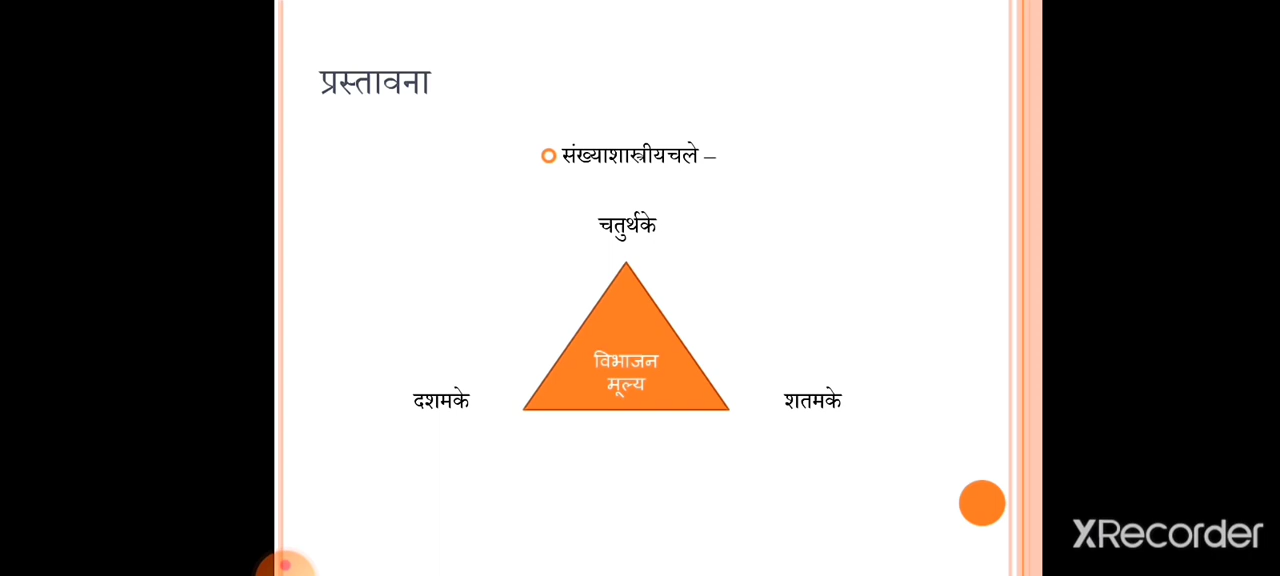 प्रस्तावना
संख्याशास्त्रीयचले –
चतुर्थके
विभाजन
मूल्य
दशमके
शतमके
XRecorder